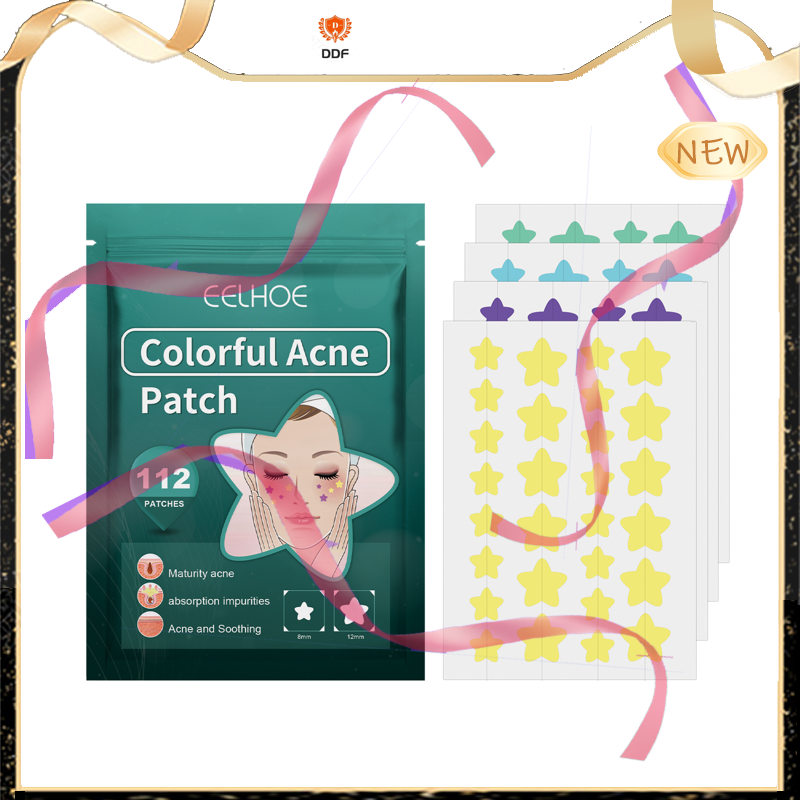 DDF
NEW
EELHOE
Colorful Acne
Patch
112
PATCHES
Maturity acne
absorption impurities
Acne and Soothing
8mm
12mm